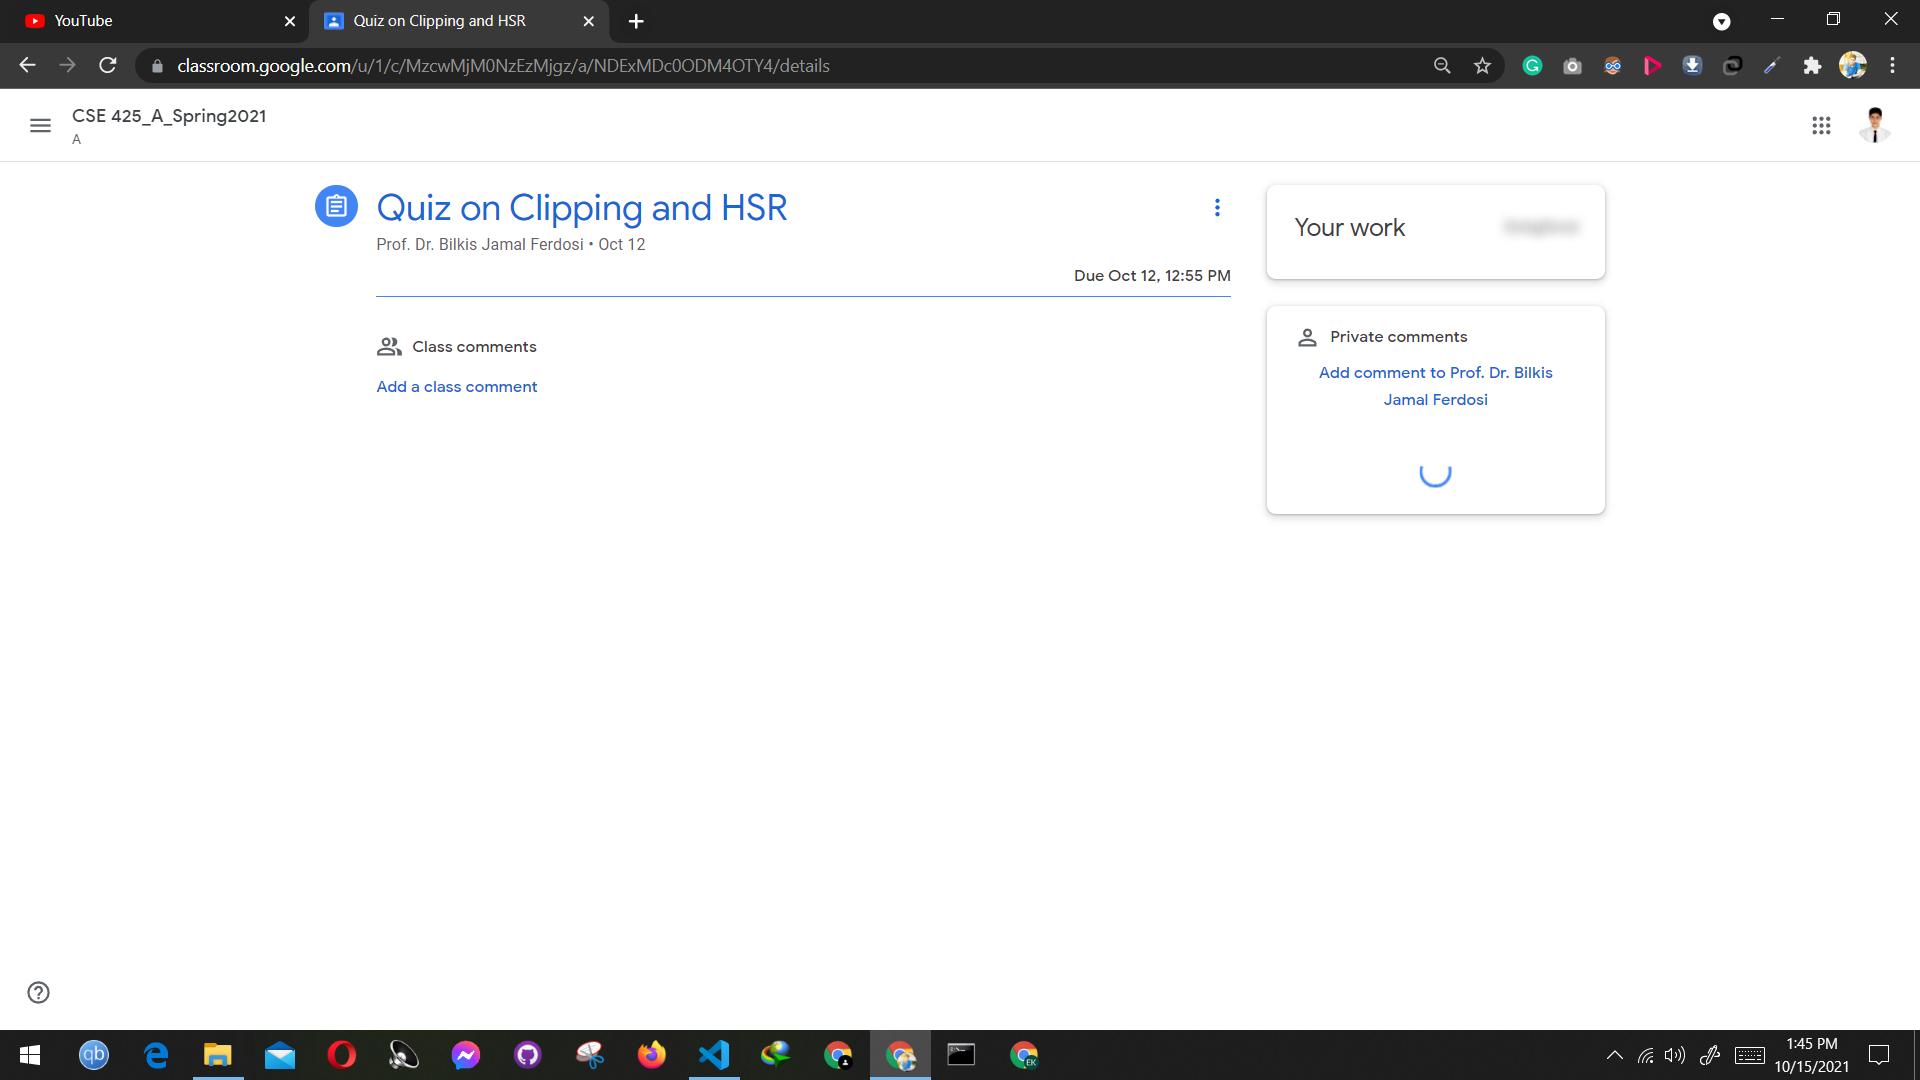 YouTube
Quiz on Clipping and HSR
classroom.google.com/u/1/c/MzcwMjM0NzEzMjgz/a/NDExMDc0ODM4OTY4/details
CSE 425_A_Spring2021
A
Quiz on Clipping and HSR
Prof. Dr. Bilkis Jamal Ferdosi • Oct 12
Due Oct 12, 12:55 PM
Class comments
Add a class comment
Your work
Private comments
Add comment to Prof. Dr. Bilkis
Jamal Ferdosi
qb
EK
1:45 PM
10/15/2021